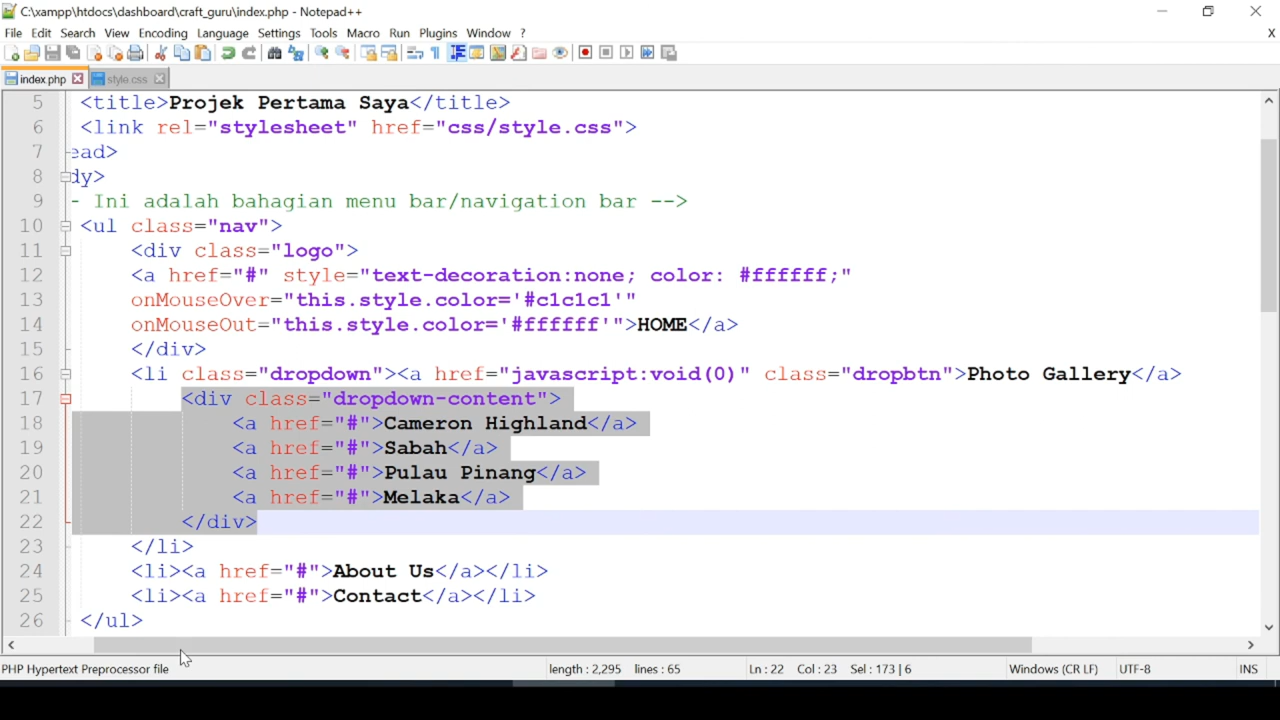 C:\xampp\htdocs\dashboard\craft_guru\index.php - Notepad++
File Edit Search View Encoding Language Settings Tools Macro Run Plugins Window ? X
index.php style.css
5 <title>Projek Pertama Saya</title>
6 <link rel="stylesheet" href="css/style.css">
7 ead>
8 dy>
9 - Ini adalah bahagian menu bar/navigation bar -->
10 <ul class="nav">
11 <div class="logo">
12 <a href="#" style="text-decoration:none; color: #ffffff;"
13 onMouseOver="this.style.color='#c1c1c1'"
14 onMouseOut="this.style.color='#ffffff'">HOME</a>
15 </div>
16 <li class="dropdown"><a href="javascript:void(0)" class="dropbtn">Photo Gallery</a>
17 <div class="dropdown-content">
18 <a href="#">Cameron Highland</a>
19 <a href="#">Sabah</a>
20 <a href="#">Pulau Pinang</a>
21 <a href="#">Melaka</a>
22 </div>
23 </li>
24 <li><a href="#">About Us</a></li>
25 <li><a href="#">Contact</a></li>
26 </ul>
PHP Hypertext Preprocessor file length : 2,295 lines : 65 Ln : 22 Col : 23 Sel : 173 | 6 Windows (CR LF) UTF-8 INS